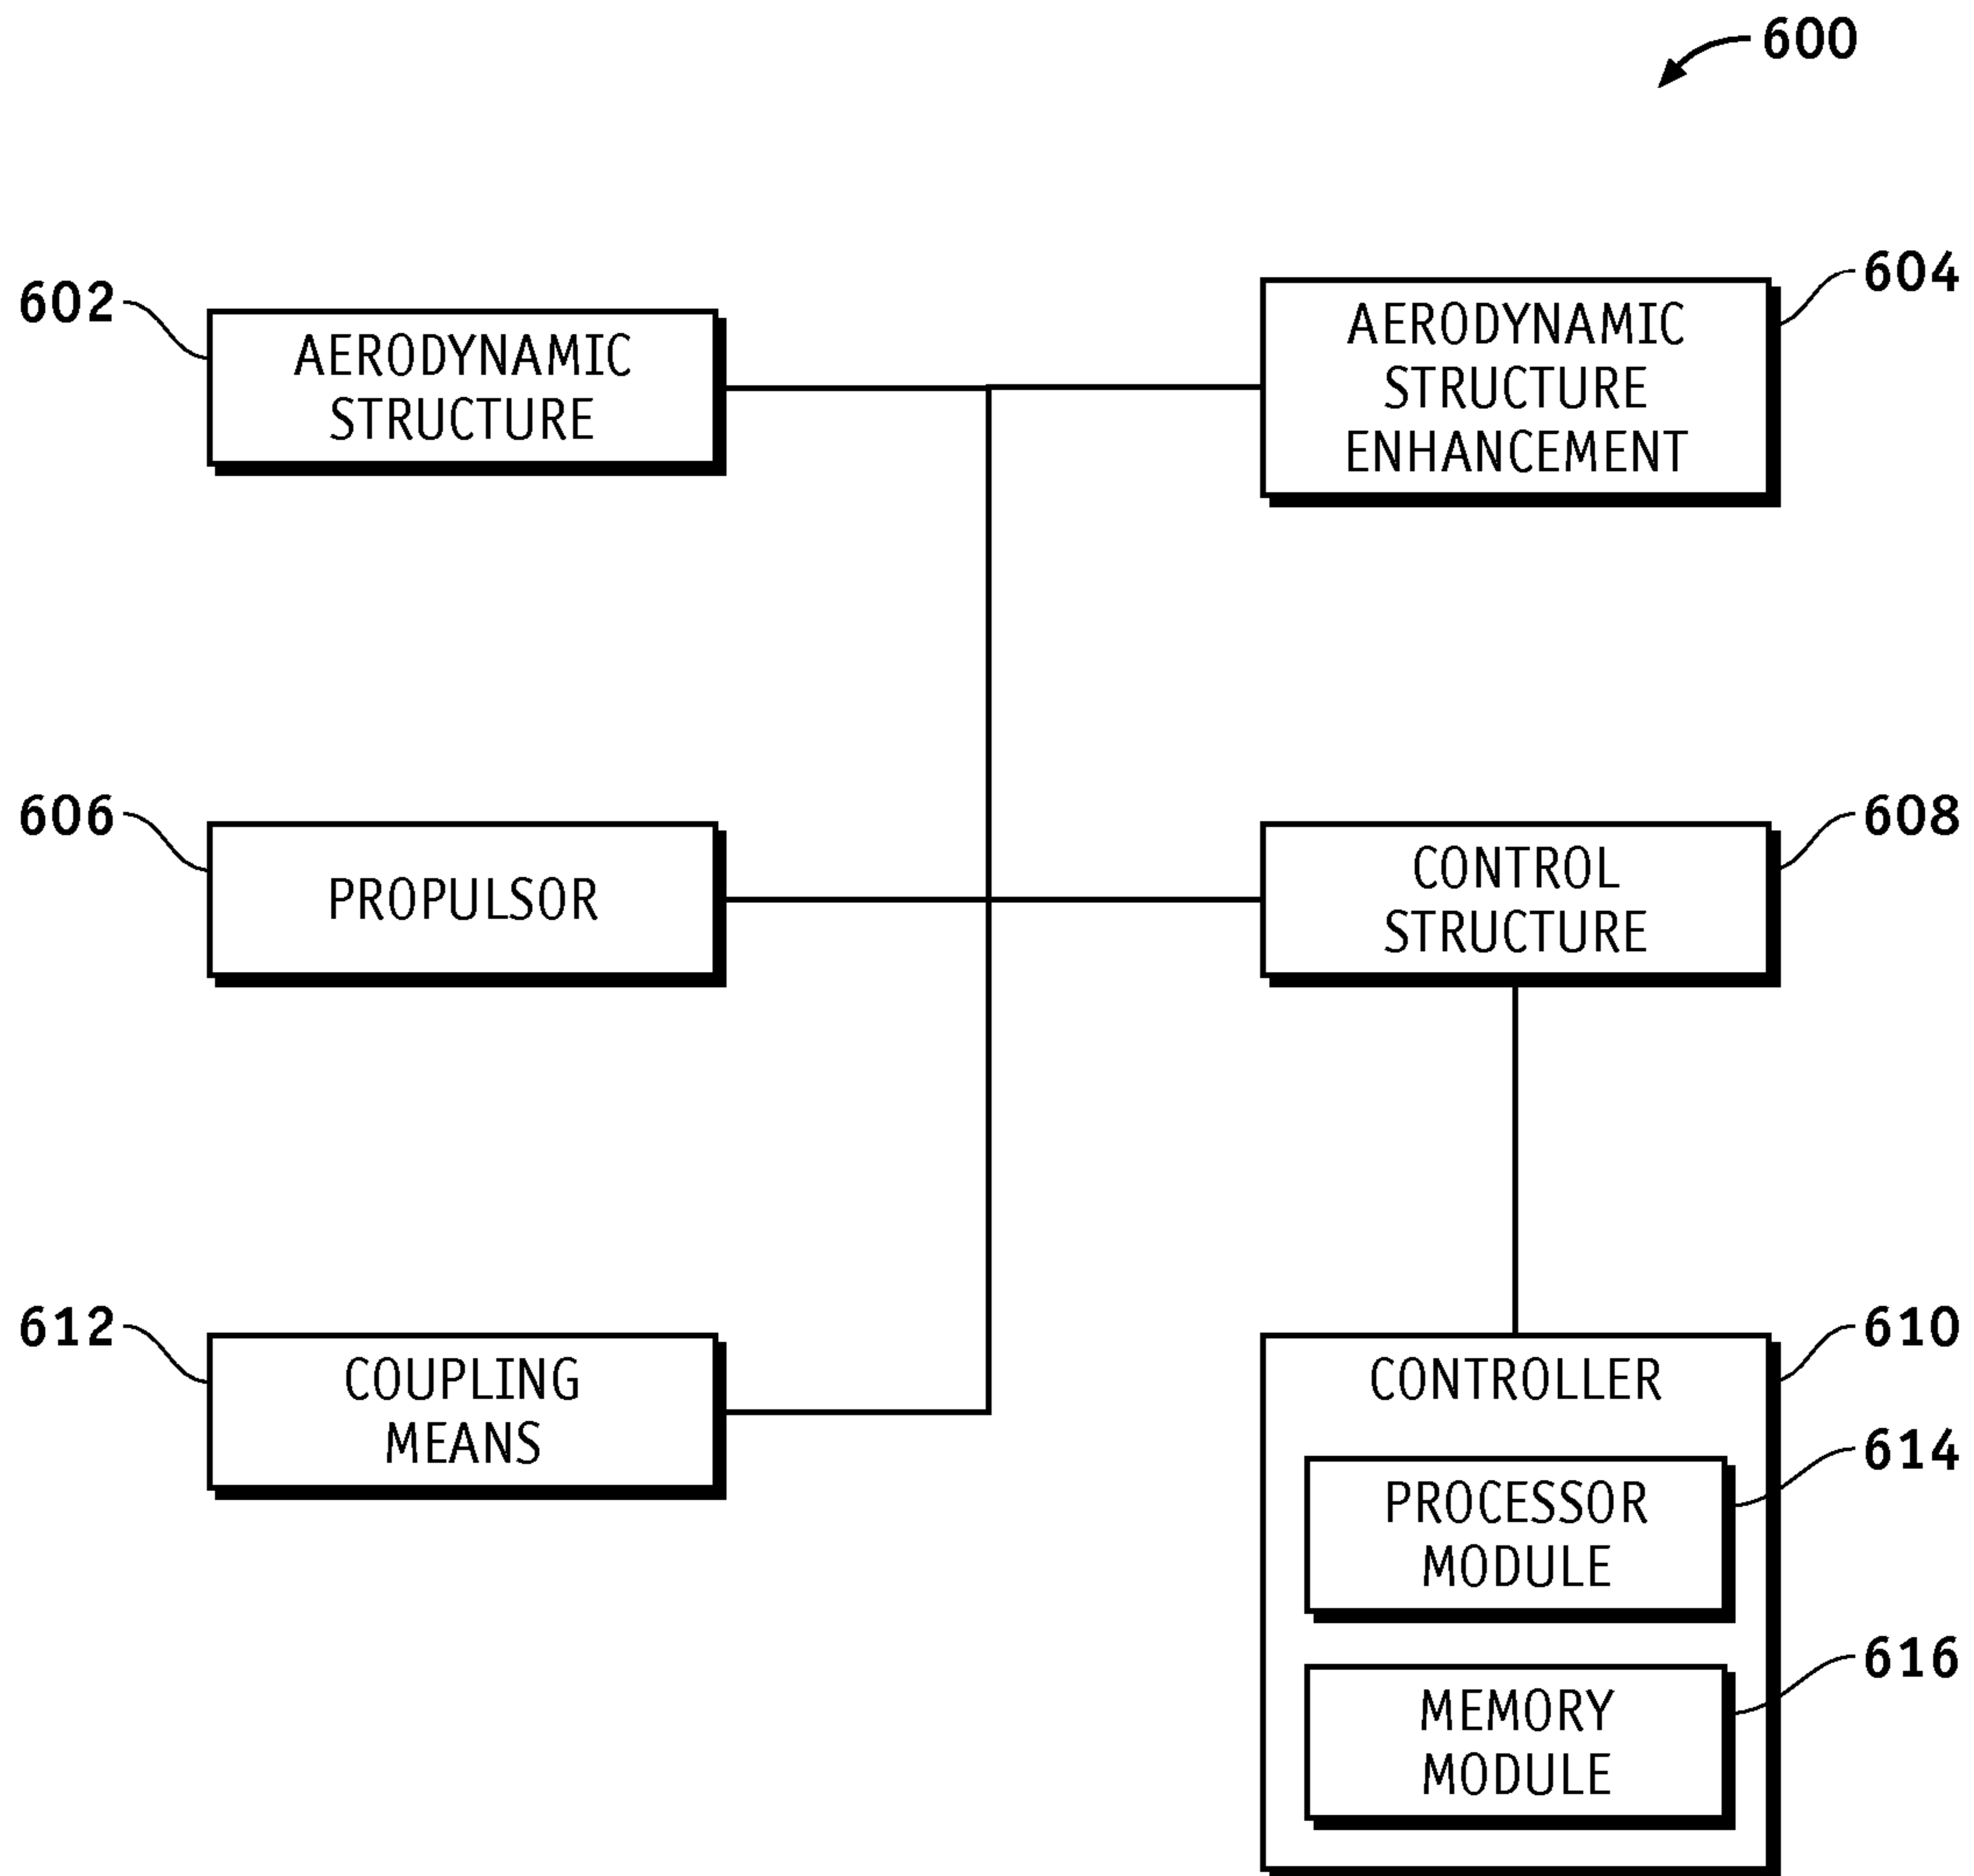 600
602
AERODYNAMIC
STRUCTURE
604
AERODYNAMIC
STRUCTURE
ENHANCEMENT
606
PROPULSOR
608
CONTROL
STRUCTURE
612
COUPLING
MEANS
610
CONTROLLER
614
PROCESSOR
MODULE
616
MEMORY
MODULE